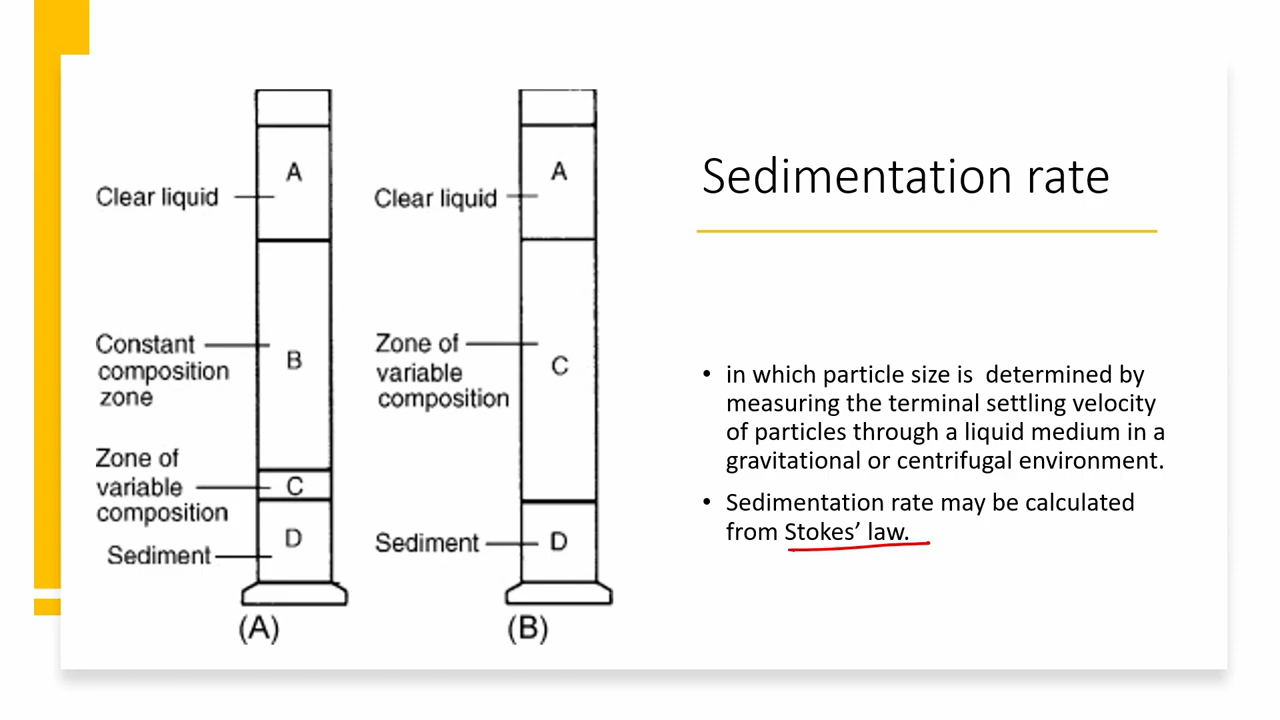 A
Clear liquid
Constant
composition
zone
B
Zone of
variable
composition
C
D
Sediment
(A)
A
Clear liquid
Zone of
variable
composition
C
Sediment
D
(B)
Sedimentation rate
• in which particle size is determined by
measuring the terminal settling velocity
of particles through a liquid medium in a
gravitational or centrifugal environment.
• Sedimentation rate may be calculated
from Stokes’ law.